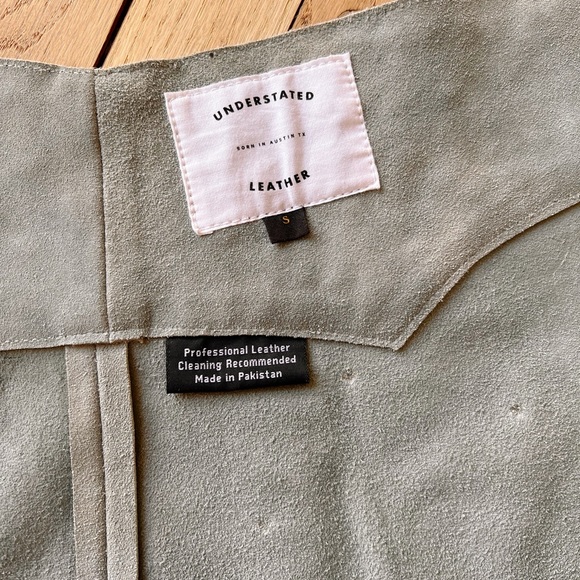 UNDERSTATED
BORN IN AUSTIN TX
LEATHER
S
Professional Leather
Cleaning Recommended
Made in Pakistan